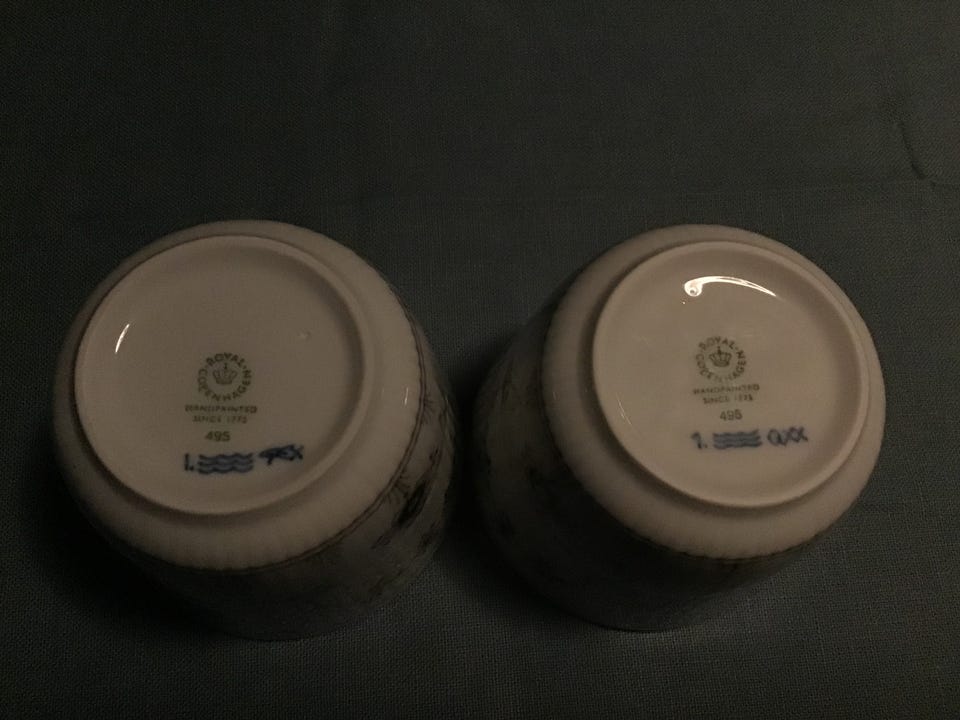 ROYAL COPENHAGEN
HANDPAINTED
SINCE 1775
495
1.
ROYAL COPENHAGEN
HANDPAINTED
SINCE 1775
495
1.